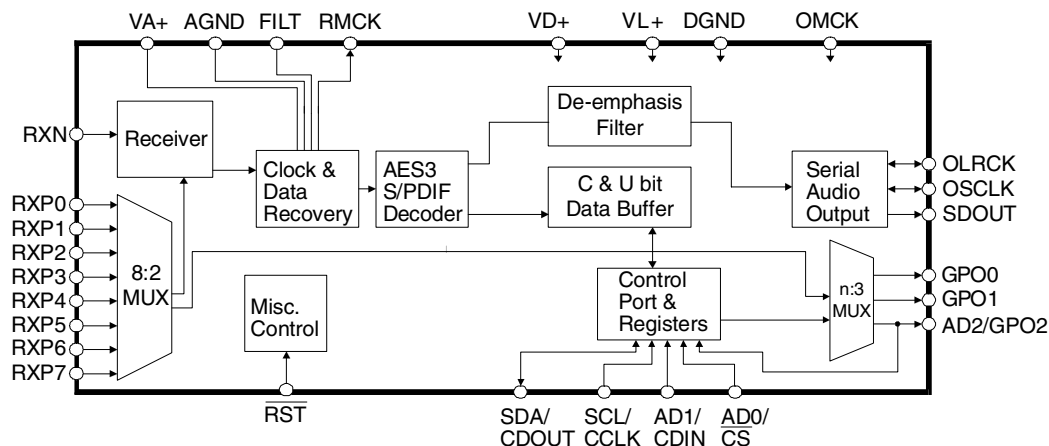 VA+ AGND FILT RMCK VD+ VL+ DGND OMCK
RXN
Receiver
Clock &
Data
Recovery
AES3
S/PDIF
Decoder
De-emphasis
Filter
C & U bit
Data Buffer
Serial
Audio
Output
OLRCK
OSCLK
SDOUT
RXP0
RXP1
RXP2
RXP3
RXP4
RXP5
RXP6
RXP7
8:2
MUX
Misc.
Control
Control
Port &
Registers
n:3
MUX
GPO0
GPO1
AD2/GPO2
RST
SDA/
CDOUT
SCL/
CCLK
AD1/
CDIN
AD0/
CS